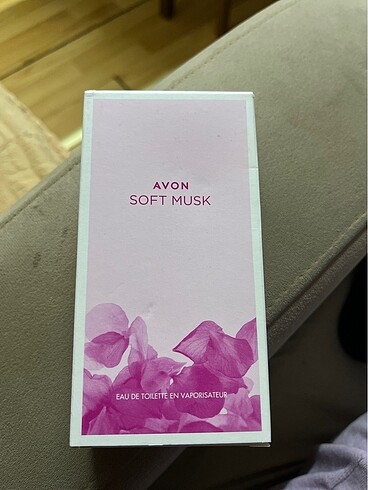 AVON
SOFT MUSK
EAU DE TOILETTE EN VAPORISATEUR